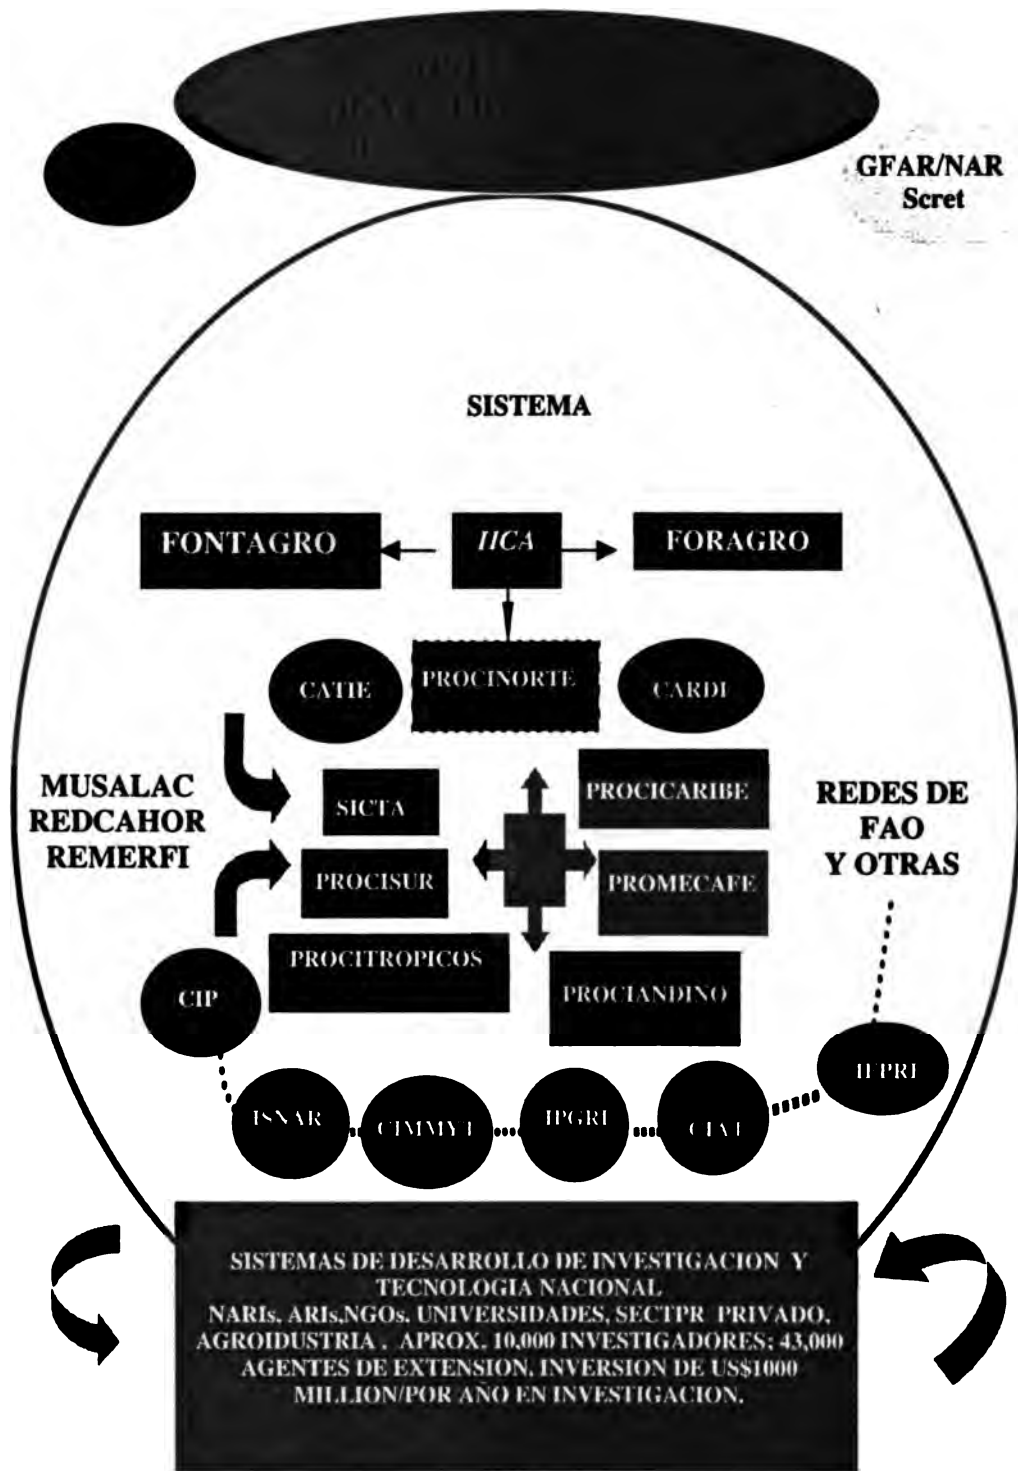 GFAR/NAR
Scret
SISTEMA
FONTAGRO
IICA
FORAGRO
CATIE
PROCINORTE
CARDI
MUSALAC
REDCAHOR
REMERFI
SICTA
PROCICARIBE
REDES DE
FAO
Y OTRAS
PROCISUR
PROMECAFE
PROCITROPICOS
PROCIANDINO
CIP
IFPRI
ISNAR
CIMMYT
IPGRI
CIAT
SISTEMAS DE DESARROLLO DE INVESTIGACION Y
TECNOLOGIA NACIONAL
NARIs, ARIs,NGOs, UNIVERSIDADES, SECTPR PRIVADO,
AGROIDUSTRIA . APROX. 10,000 INVESTIGADORES; 43,000
AGENTES DE EXTENSION, INVERSION DE US$1000
MILLION/POR AÑO EN INVESTIGACION.